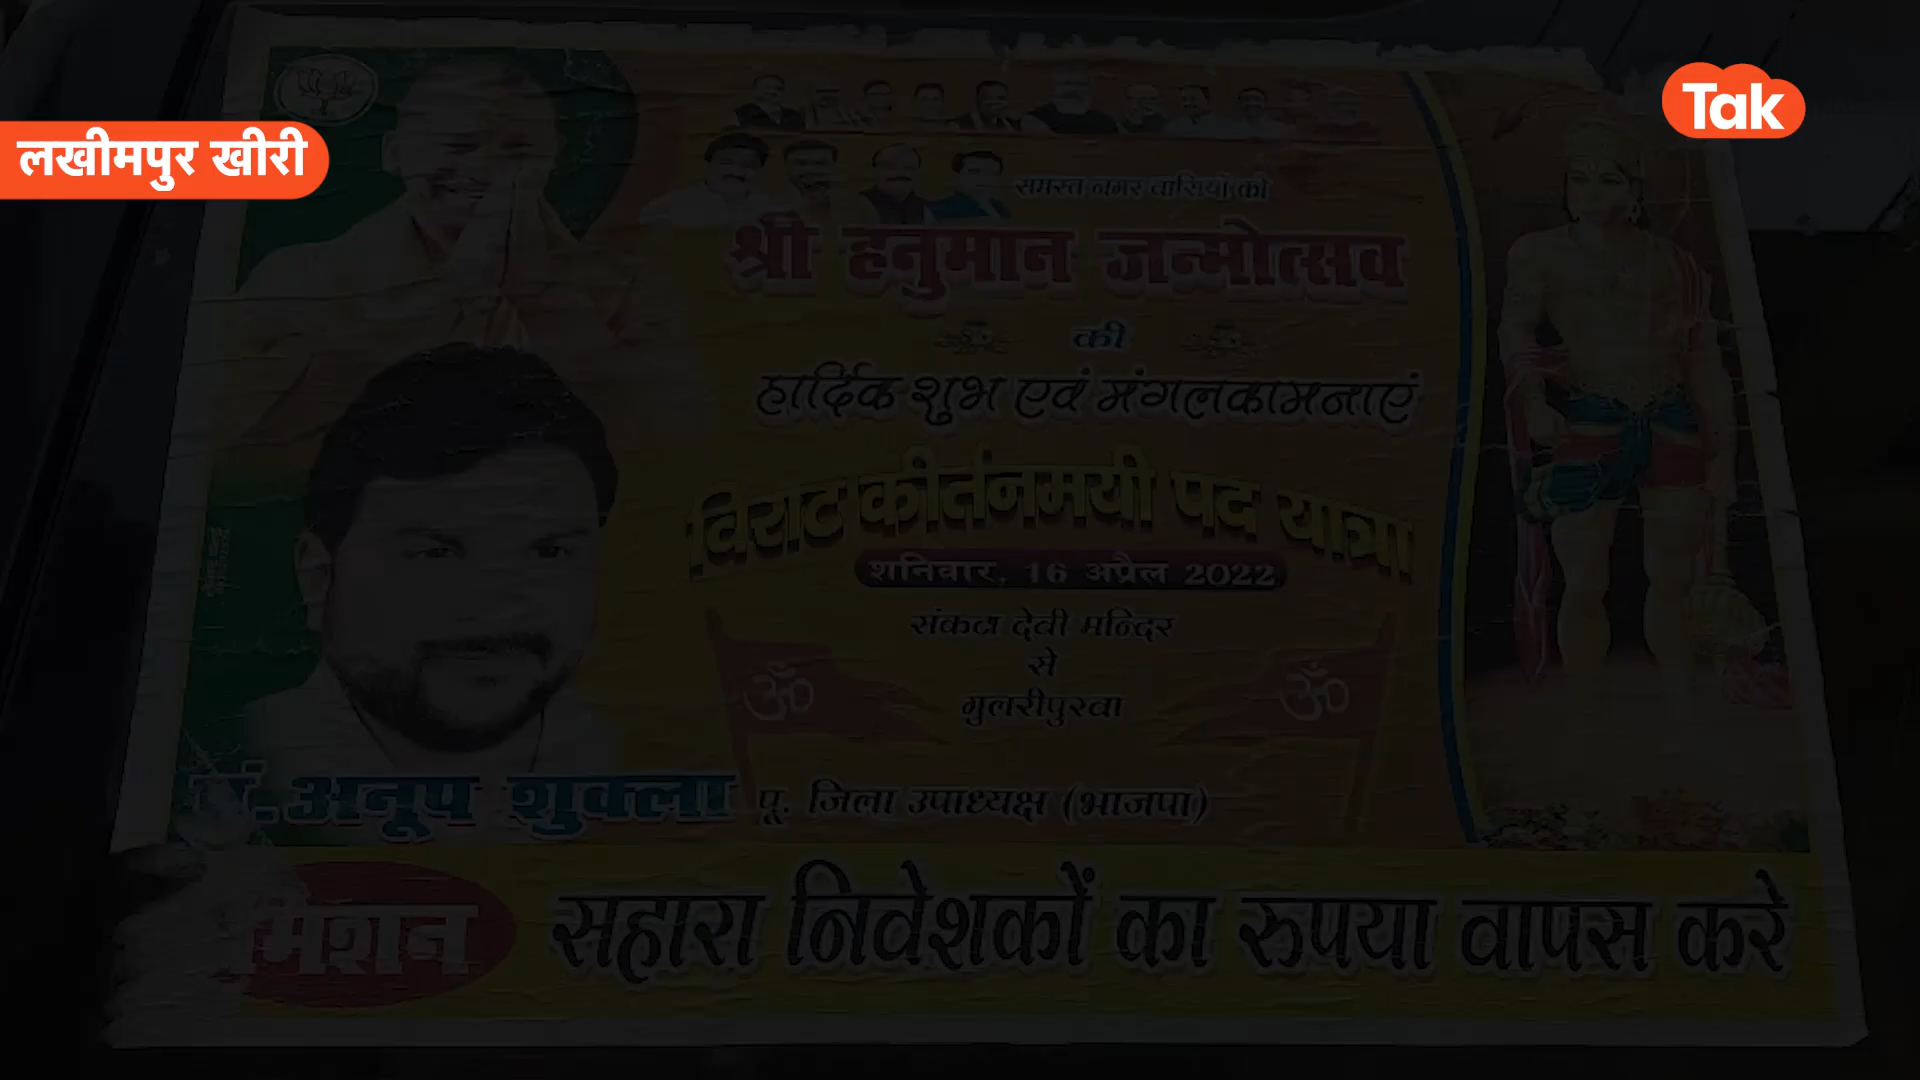 Tak
लखीमपुर खीरी
समस्त नगर वासियों को
श्री हनुमान जन्मोत्सव
की
हार्दिक शुभ एवं मंगलकामनाएं
विराट कीर्तनमयी पद यात्रा
शनिवार, 16 अप्रैल 2022
संकटा देवी मन्दिर
से
गुलरीपुरवा
ॐ ॐ
पं. अनूप शुक्ला पू. जिला उपाध्यक्ष (भाजपा)
मिशन सहारा निवेशकों का रुपया वापस करे